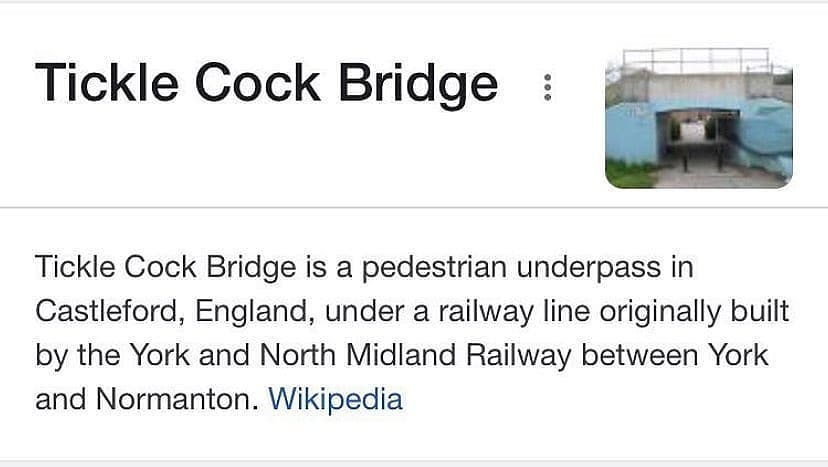 Tickle Cock Bridge
Tickle Cock Bridge is a pedestrian underpass in
Castleford, England, under a railway line originally built
by the York and North Midland Railway between York
and Normanton. Wikipedia